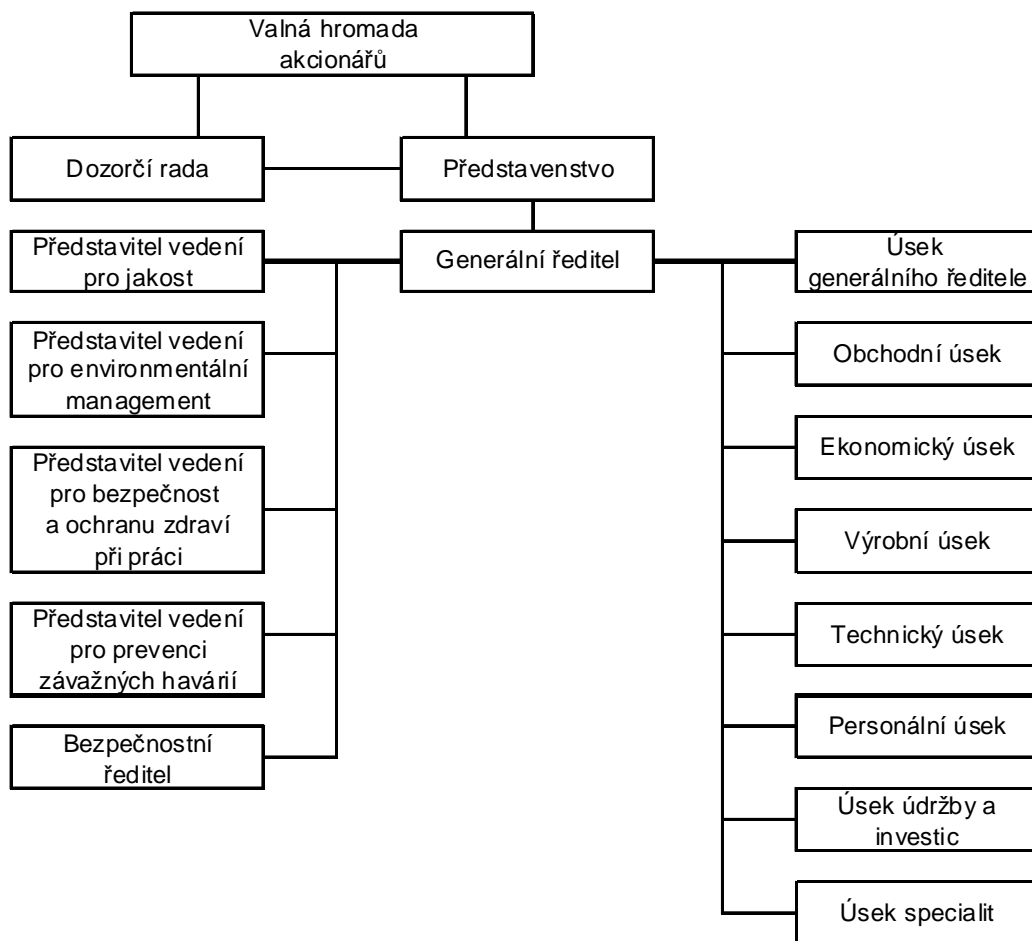 Valná hromada
akcionářů
Dozorčí rada
Představenstvo
Představitel vedení
pro jakost
Generální ředitel
Úsek
generálního ředitele
Představitel vedení
pro environmentální
management
Obchodní úsek
Ekonomický úsek
Představitel vedení
pro bezpečnost
a ochranu zdraví
při práci
Výrobní úsek
Představitel vedení
pro prevenci
závažných havárií
Technický úsek
Personální úsek
Bezpečnostní
ředitel
Úsek údržby a
investic
Úsek specialit